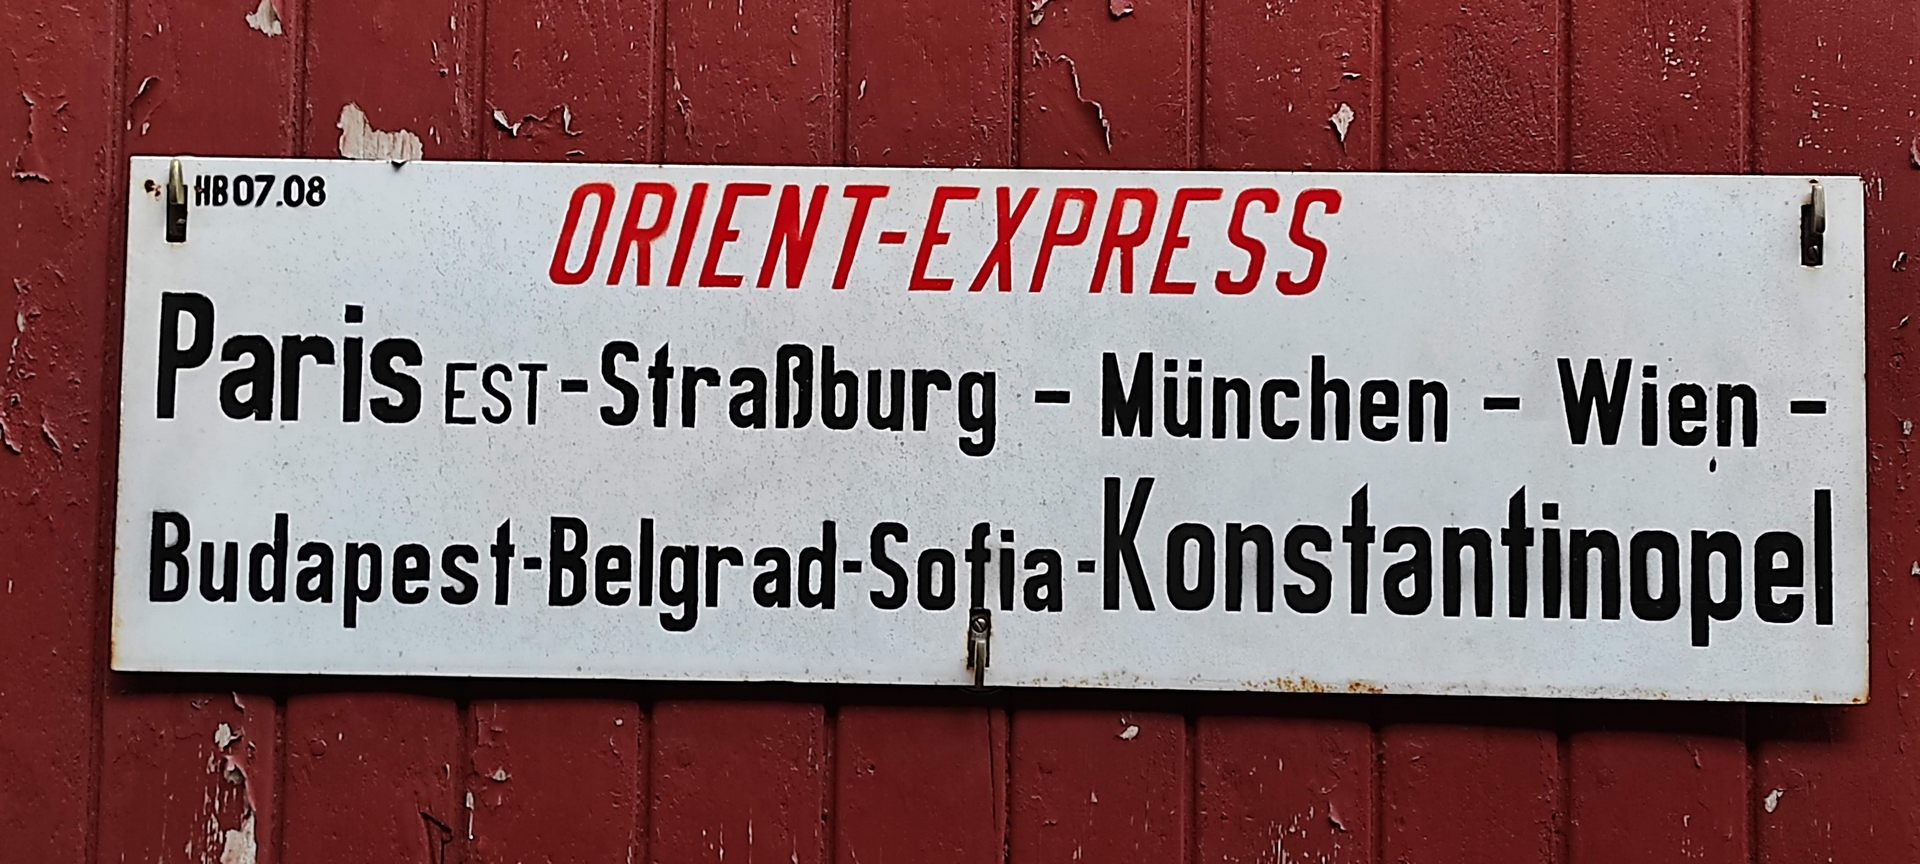 HB07.08
ORIENT-EXPRESS
Paris EST - Straßburg - München - Wien -
Budapest-Belgrad-Sofia-Konstantinopel